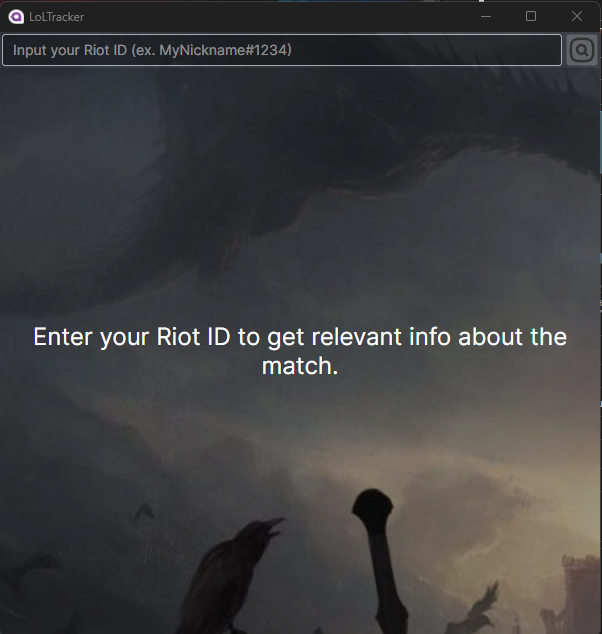 LoLTracker
Input your Riot ID (ex. MyNickname#1234)
Enter your Riot ID to get relevant info about the
match.